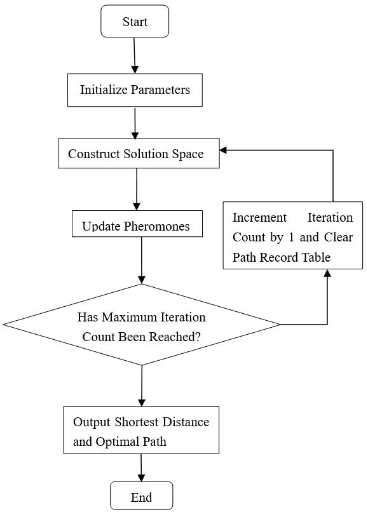 Start
Initialize Parameters
Construct Solution Space
Update Pheromones
Increment Iteration
Count by 1 and Clear
Path Record Table
Has Maximum Iteration
Count Been Reached?
Output Shortest Distance
and Optimal Path
End